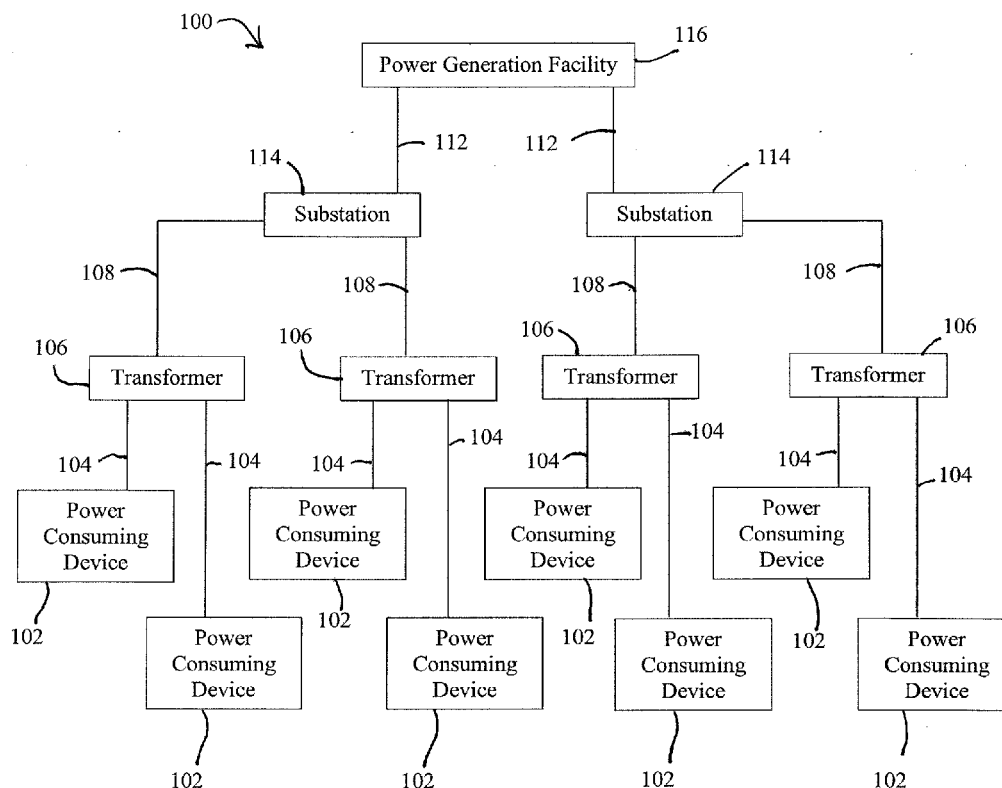 100
116
Power Generation Facility
112
112
114
114
Substation
Substation
108
108
108
108
106
106
106
106
Transformer
Transformer
Transformer
Transformer
104
104
104
104
104
104
104
104
Power
Consuming
Device
Power
Consuming
Device
Power
Consuming
Device
Power
Consuming
Device
102
102
102
102
Power
Consuming
Device
Power
Consuming
Device
Power
Consuming
Device
Power
Consuming
Device
102
102
102
102